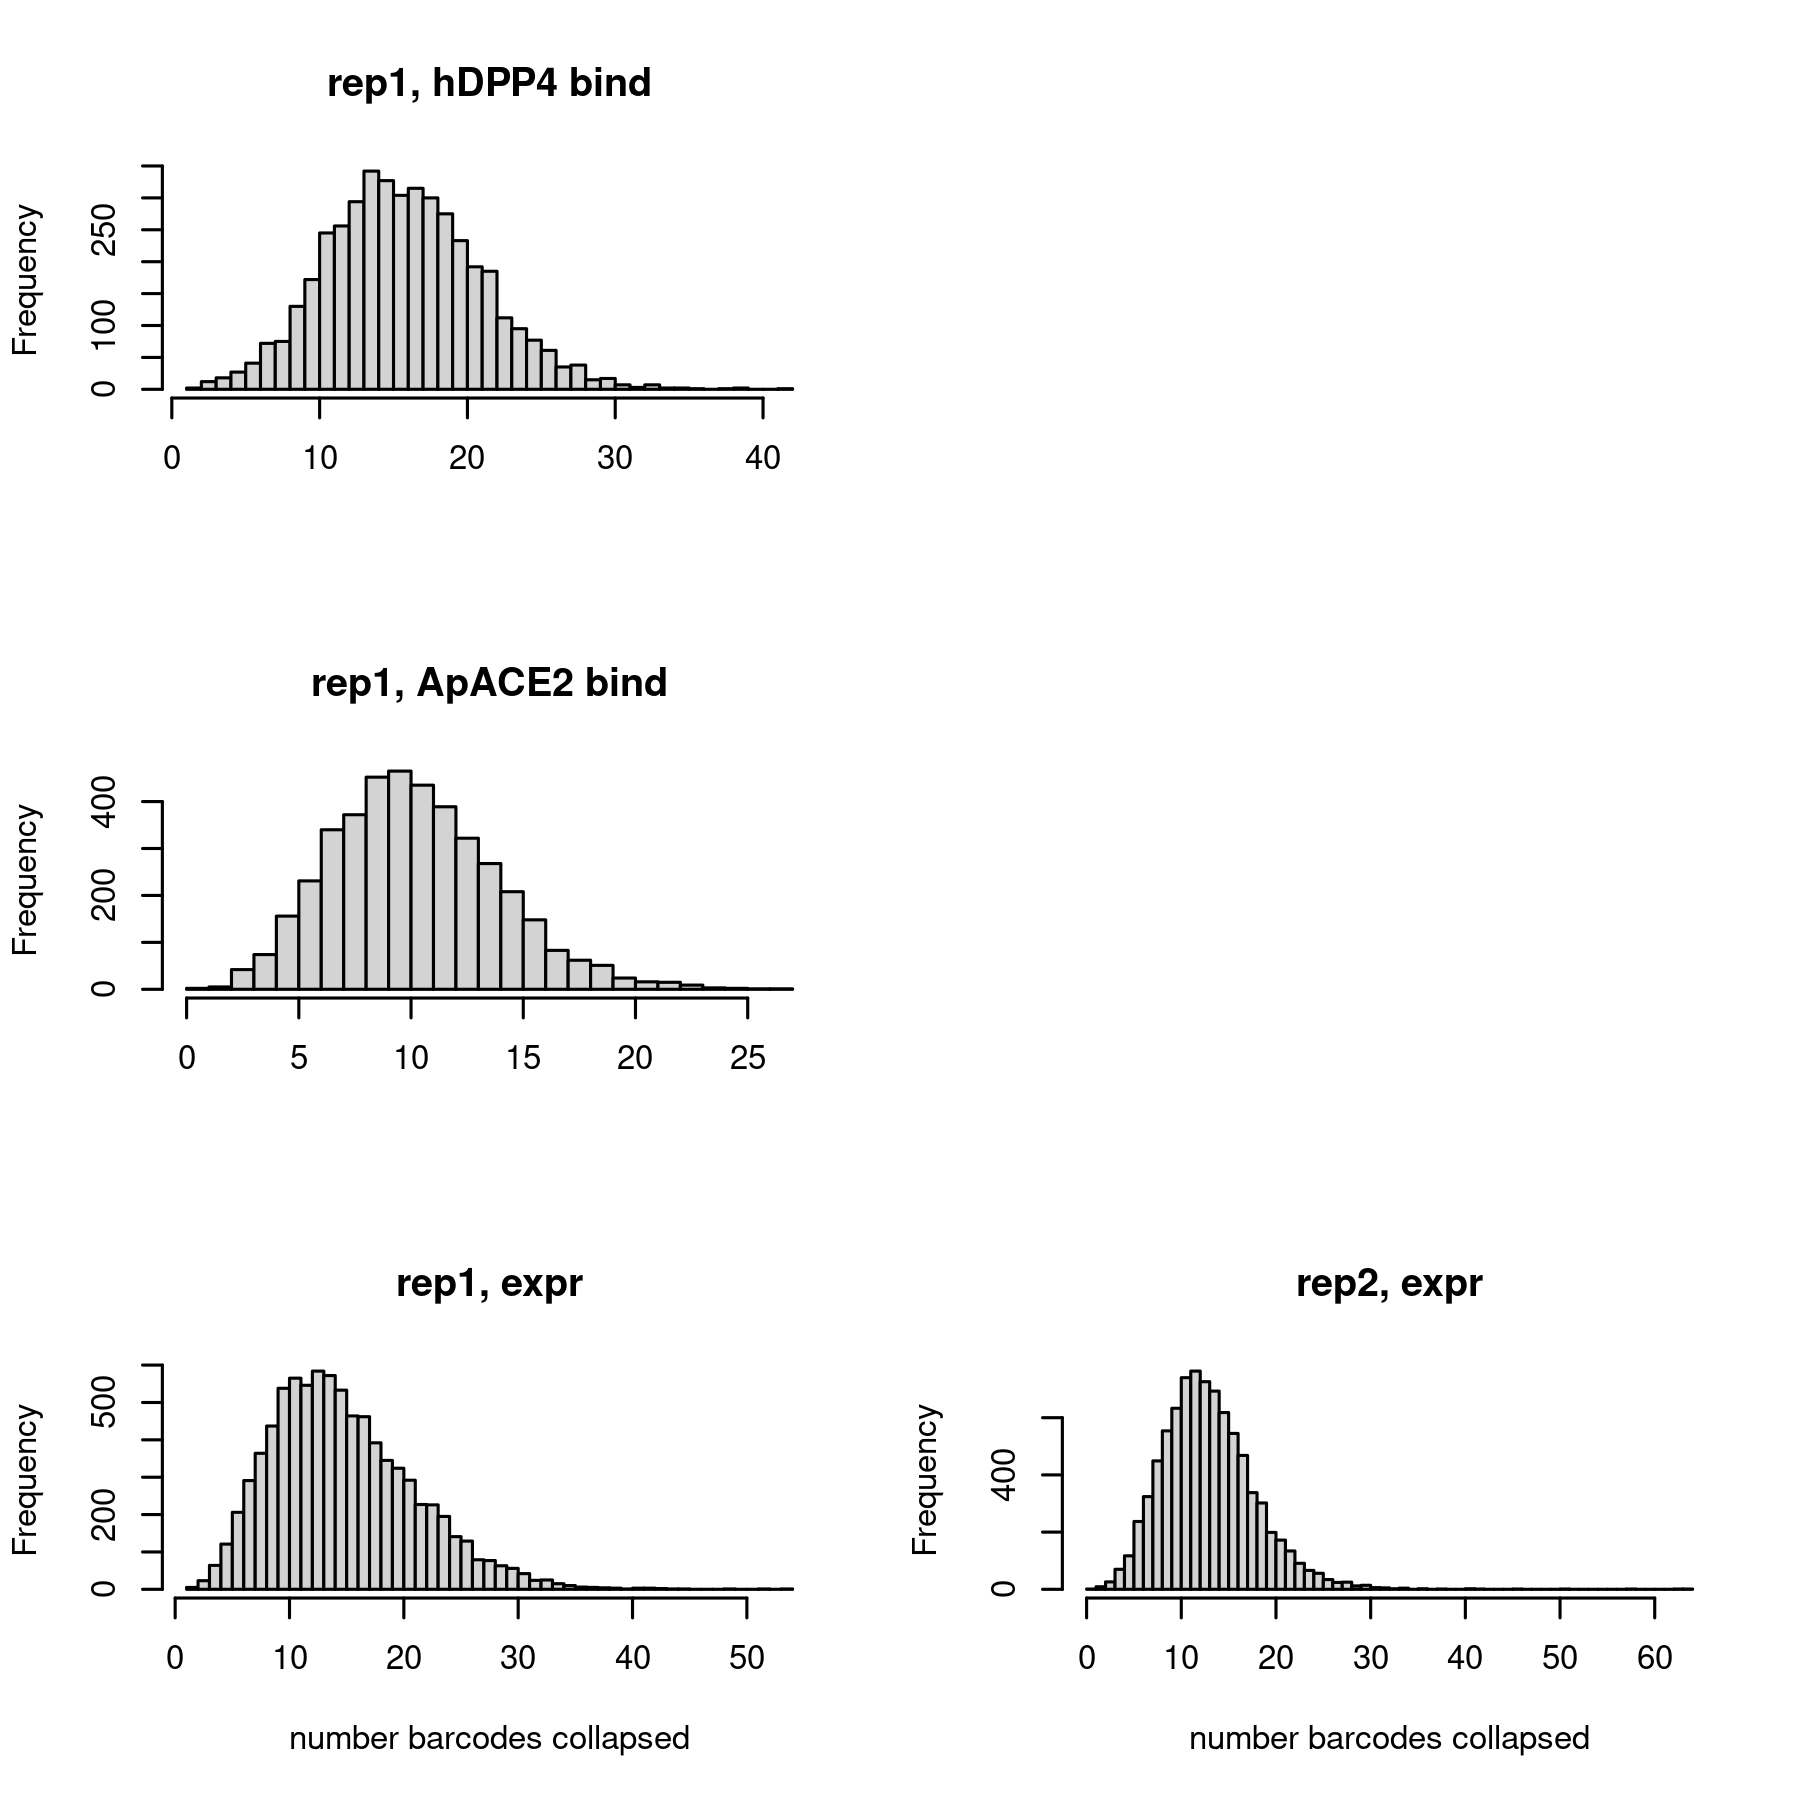 rep1, hDPP4 bind
Frequency
0 100 250
0 10 20 30 40
rep1, ApACE2 bind
Frequency
0 200 400
0 5 10 15 20 25
rep1, expr
Frequency
0 200 500
0 10 20 30 40 50
number barcodes collapsed
rep2, expr
Frequency
0 400
0 10 20 30 40 50 60
number barcodes collapsed